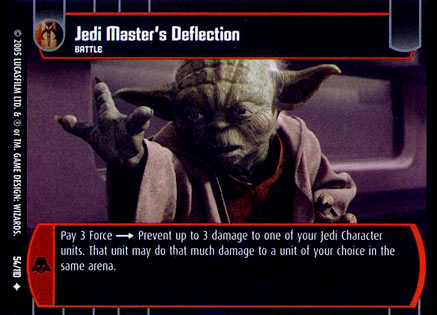 Jedi Master's Deflection
BATTLE
Pay 3 Force → Prevent up to 3 damage to one of your Jedi Character
units. That unit may do that much damage to a unit of your choice in the
same arena.
© 2005 LUCASFILM LTD. & ® or TM. GAME DESIGN: WIZARDS.
54/110 ♦